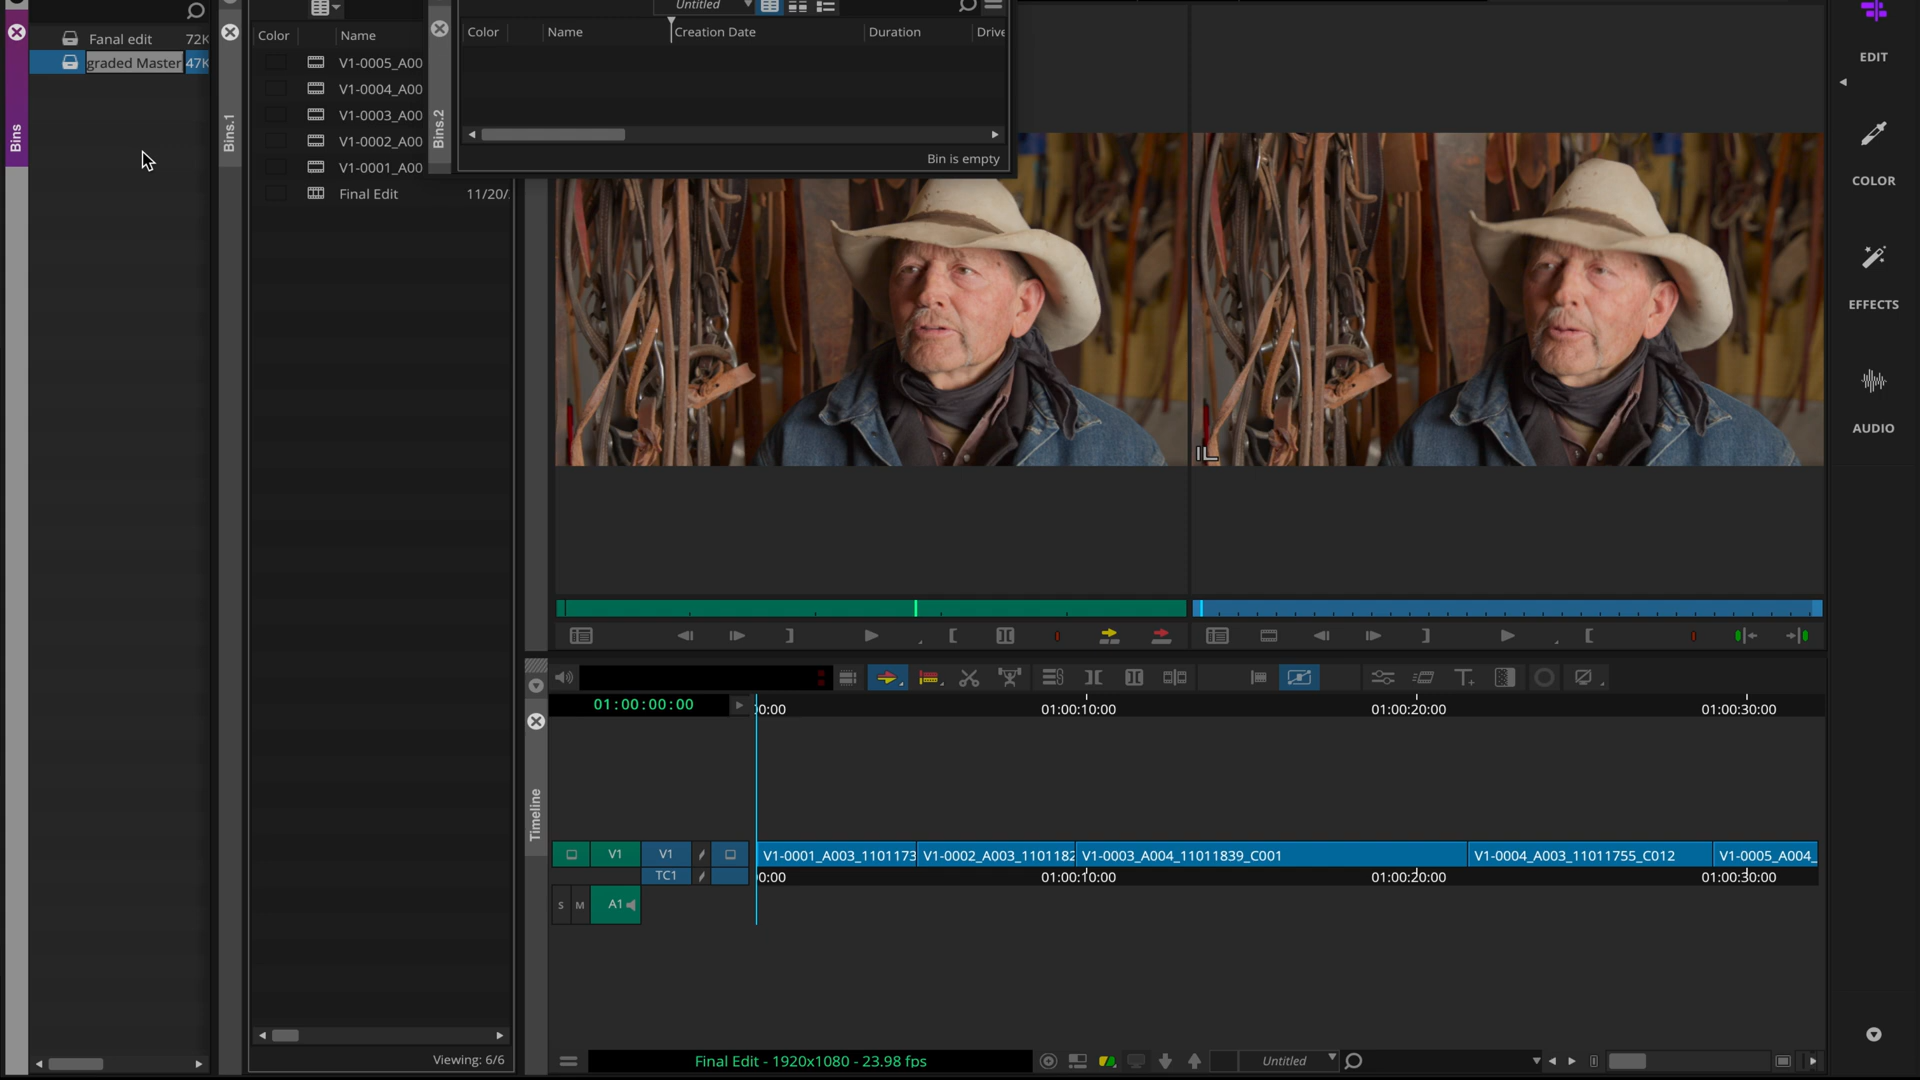 Untitled
Fanal edit 72K
graded Master 47K
Bins
Color Name
V1-0005_A00
V1-0004_A00
V1-0003_A00
V1-0002_A00
V1-0001_A00
Final Edit 11/20/
Bins.1
Bins.2
Color Name Creation Date Duration Drive
Bin is empty
EDIT
COLOR
EFFECTS
AUDIO
01:00:00:00
0:00 01:00:10:00 01:00:20:00 01:00:30:00
Timeline
V1 V1
V1-0001_A003_1101173 V1-0002_A003_1101182 V1-0003_A004_11011839_C001 V1-0004_A003_11011755_C012 V1-0005_A004_
TC1
0:00 01:00:10:00 01:00:20:00 01:00:30:00
S M A1
Viewing: 6/6
Final Edit - 1920x1080 - 23.98 fps
Untitled